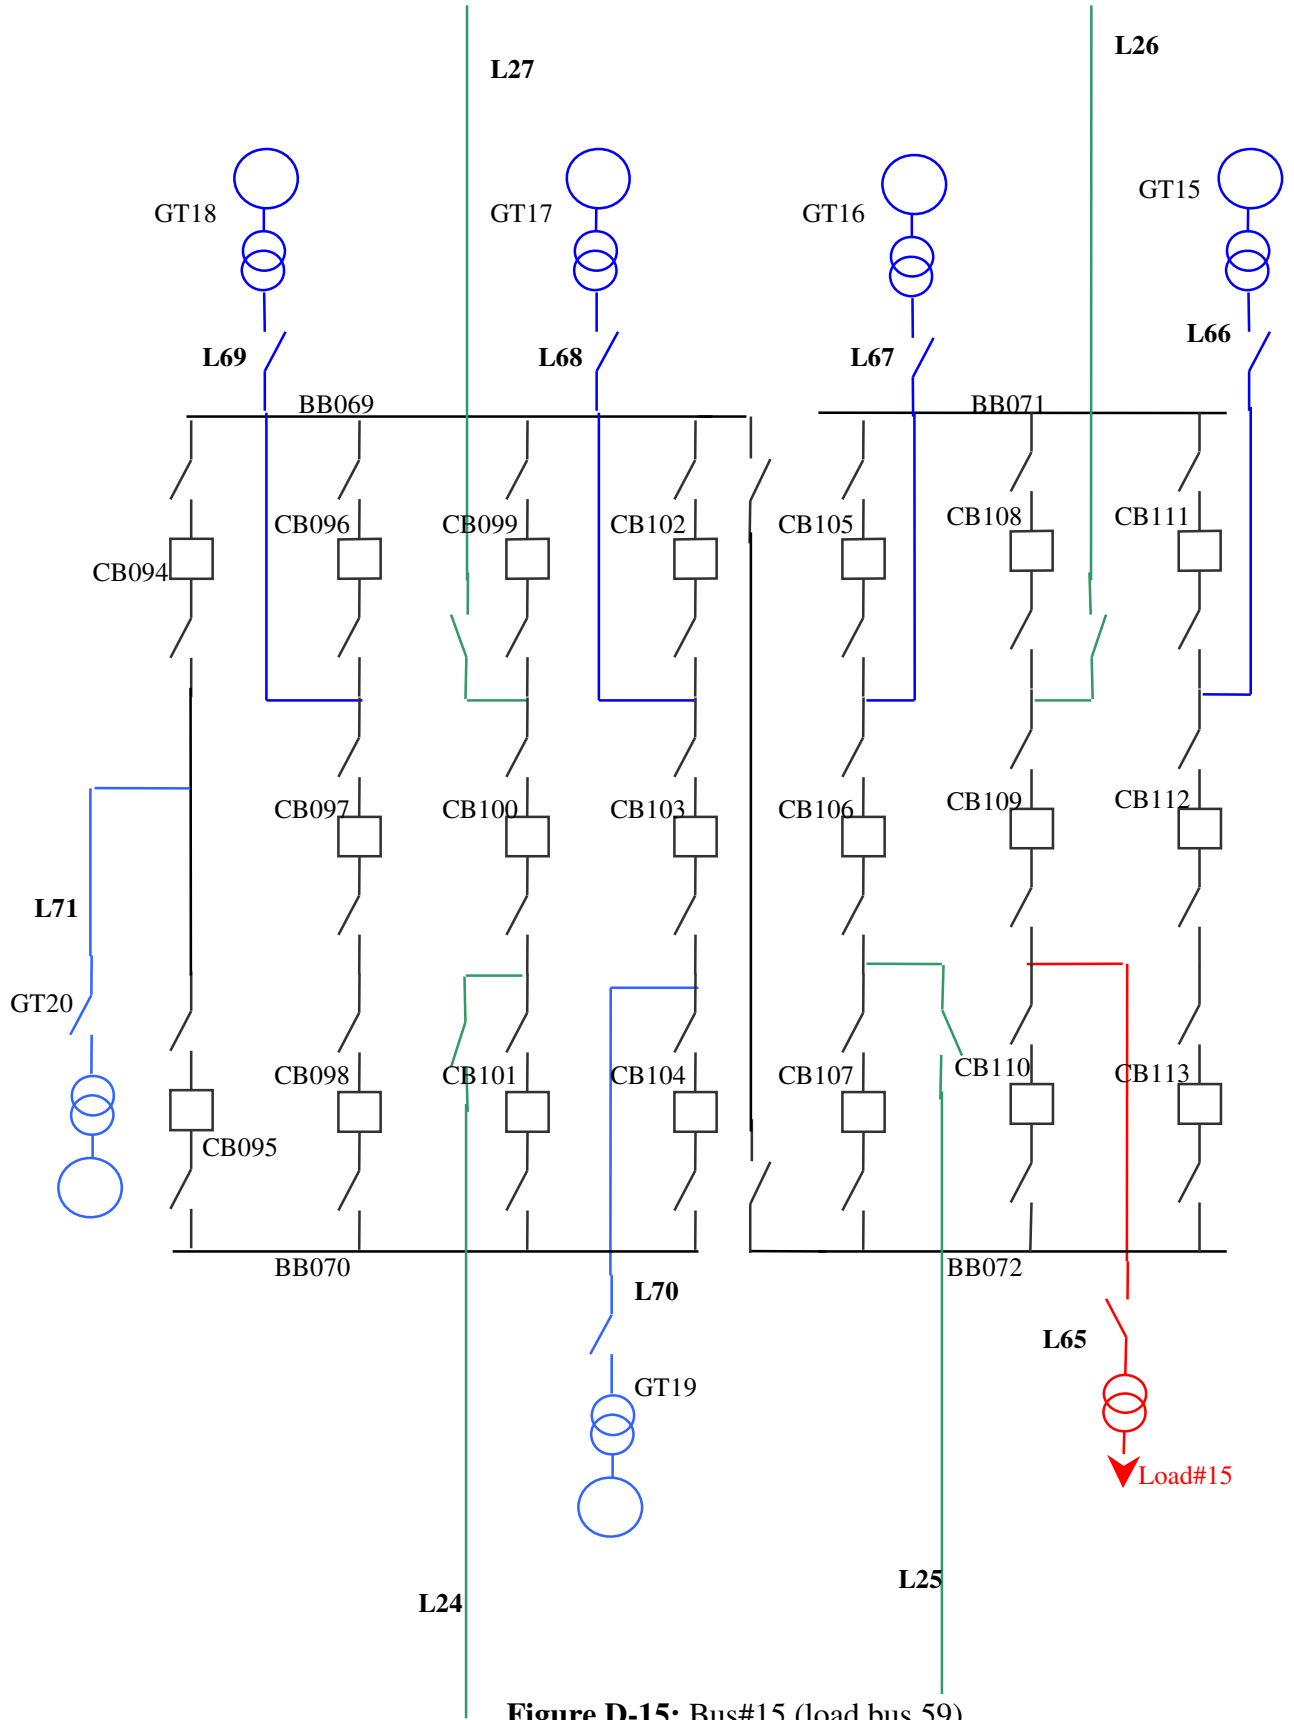 L26
L27
GT15
GT18
GT17
GT16
L66
L69
L68
L67
BB069
BB071
CB096
CB099
CB102
CB105
CB108
CB111
CB094
CB097
CB100
CB103
CB106
CB109
CB112
L71
GT20
CB098
CB101
CB104
CB107
CB110
CB113
CB095
BB070
BB072
L70
L65
GT19
Load#15
L25
L24
Figure D-15: Bus#15 (load bus 59)